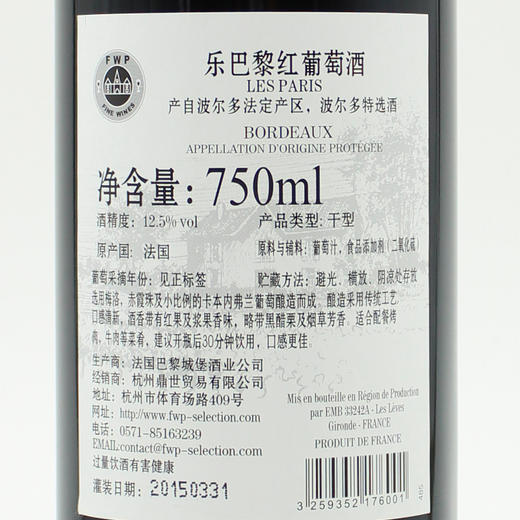 FWP
FINE WINES
乐巴黎红葡萄酒
LES PARIS
产自波尔多法定产区，波尔多特选酒
BORDEAUX
APPELLATION D'ORIGINE PROTÉGÉE
净含量：750ml
酒精度：12.5% vol 产品类型：干型
原产国：法国 原料与辅料：葡萄汁，食品添加剂（二氧化硫）
葡萄采摘年份：见正标签 贮藏方法：避光、横放、阴凉处存放
选用梅洛，赤霞珠及小比例的卡本内弗兰葡萄酿造而成。酿造采用传统工艺
口感清新，酒香带有红果及浆果香味，略带黑醋果及烟草芳香。适合配餐烤
肉，牛肉等菜肴，建议开瓶后30分钟饮用，口感更佳。
生产商：法国巴黎城堡酒业公司
经销商：杭州鼎世贸易有限公司
地址：杭州市体育场路409号
网址：http://www.fwp-selection.com
电话：0571-85163239
EMAIL:contact@fwp-selection.com
过量饮酒有害健康
灌装日期：20150331
Mis en bouteille en Région de Production
par EMB 33242A - Les Lèves
Gironde - FRANCE
PRODUIT DE FRANCE
3 259352 176001
485